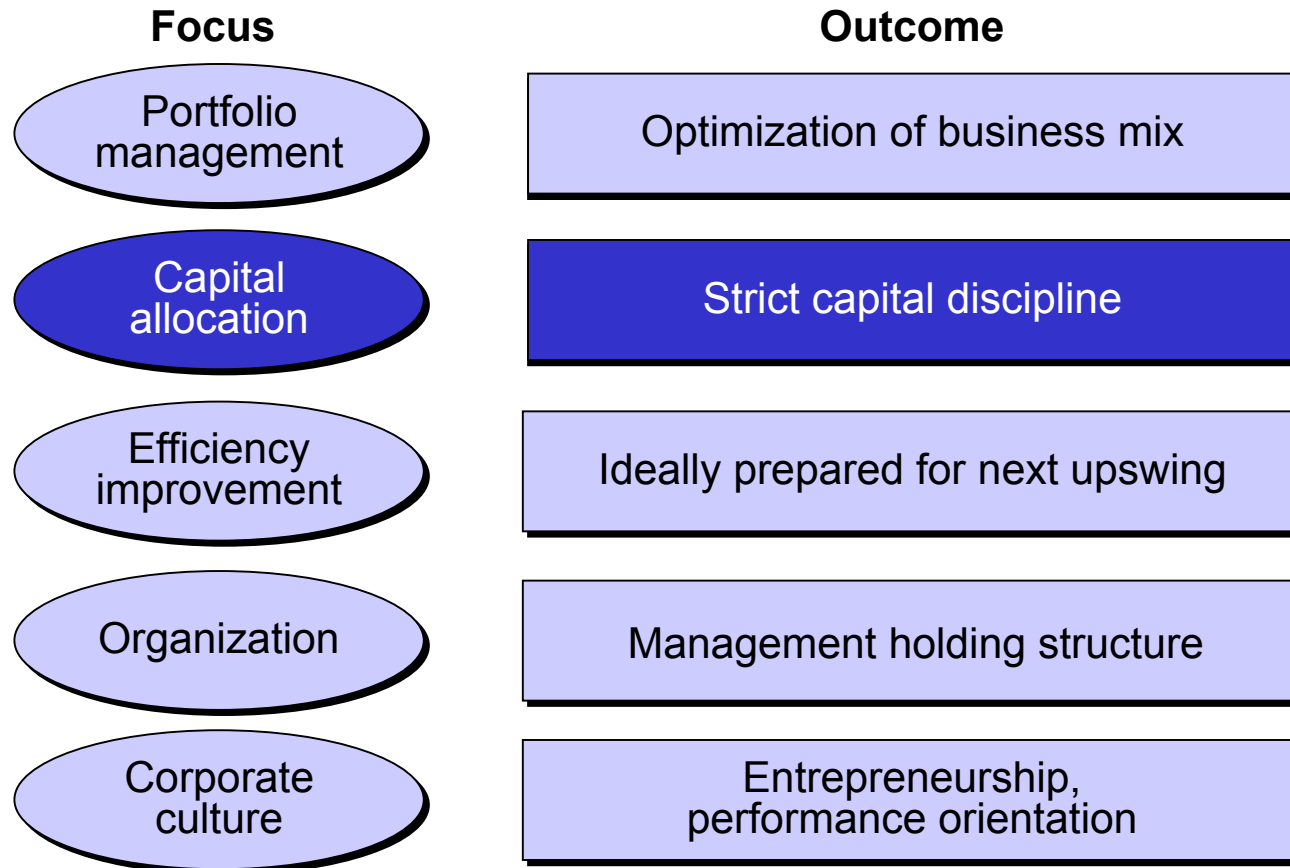 Focus
Outcome
Portfolio
management
Optimization of business mix
Capital
allocation
Strict capital discipline
Efficiency
improvement
Ideally prepared for next upswing
Organization
Management holding structure
Corporate
culture
Entrepreneurship,
performance orientation